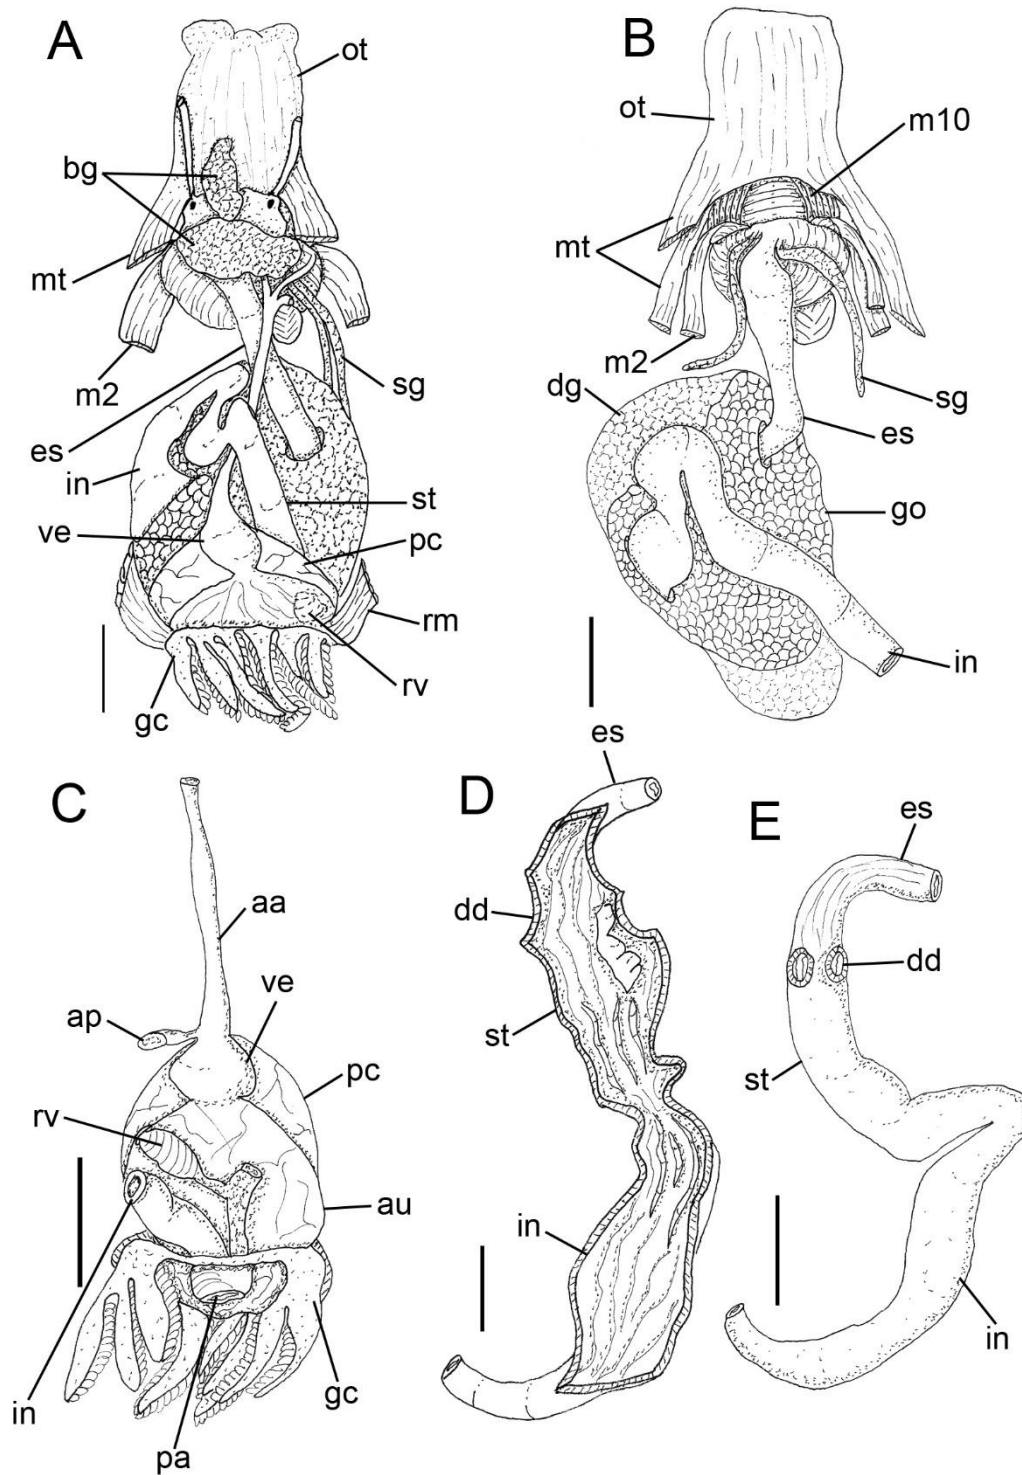 A
ot
bg
mt
m2
sg
es
in
st
ve
pc
rm
rv
gc
B
ot
m10
mt
m2
dg
sg
es
go
in
C
aa
ve
ap
pc
rv
au
in
gc
pa
D
es
dd
st
in
E
es
dd
st
in